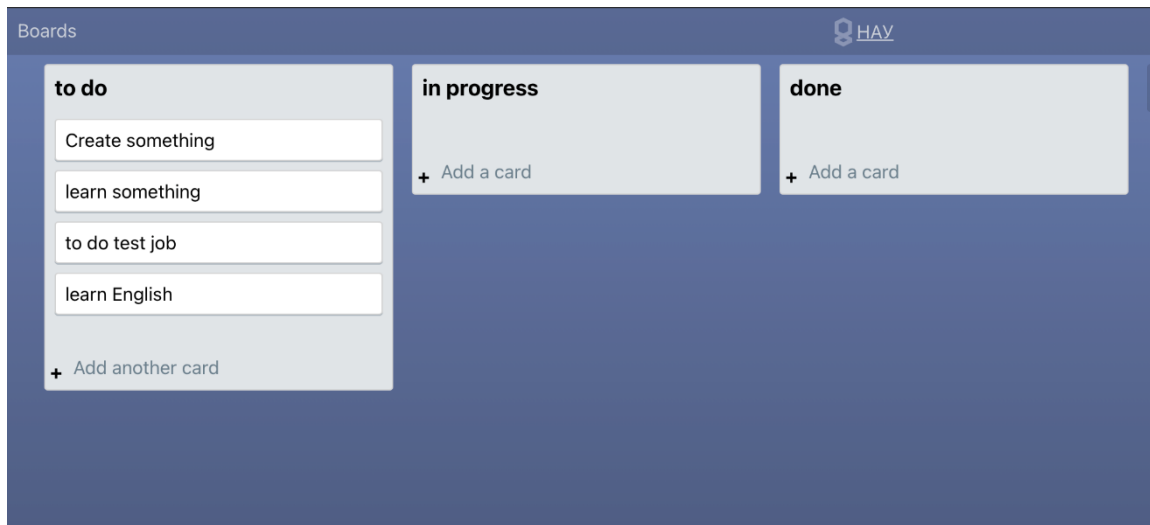 Boards
НАУ
to do
Create something
learn something
to do test job
learn English
+ Add another card
in progress
+ Add a card
done
+ Add a card